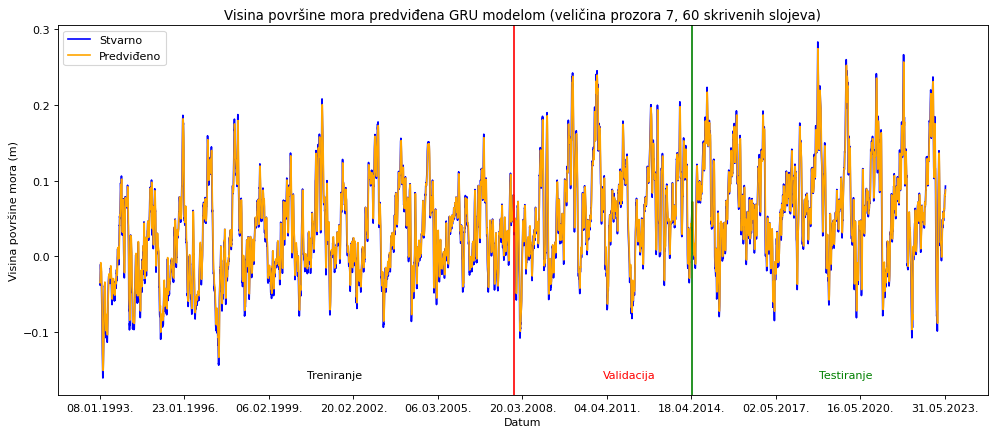 Visina površine mora predviđena GRU modelom (veličina prozora 7, 60 skrivenih slojeva)
Stvarno
Predviđeno
Visina površine mora (m)
0.3
0.2
0.1
0.0
−0.1
Treniranje
Validacija
Testiranje
08.01.1993. 23.01.1996. 06.02.1999. 20.02.2002. 06.03.2005. 20.03.2008. 04.04.2011. 18.04.2014. 02.05.2017. 16.05.2020. 31.05.2023.
Datum